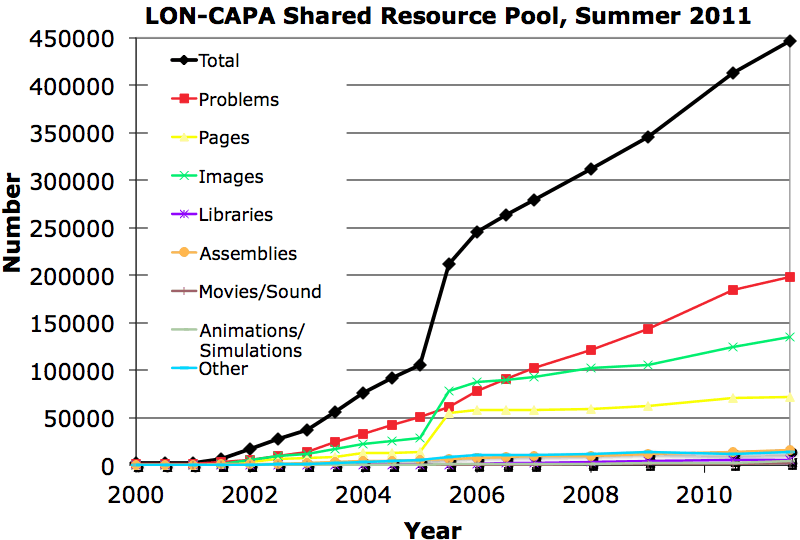 LON-CAPA Shared Resource Pool, Summer 2011
450000
400000
350000
300000
250000
200000
150000
100000
50000
0
Number
Total
Problems
Pages
Images
Libraries
Assemblies
Movies/Sound
Animations/
Simulations
Other
2000
2002
2004
2006
2008
2010
Year